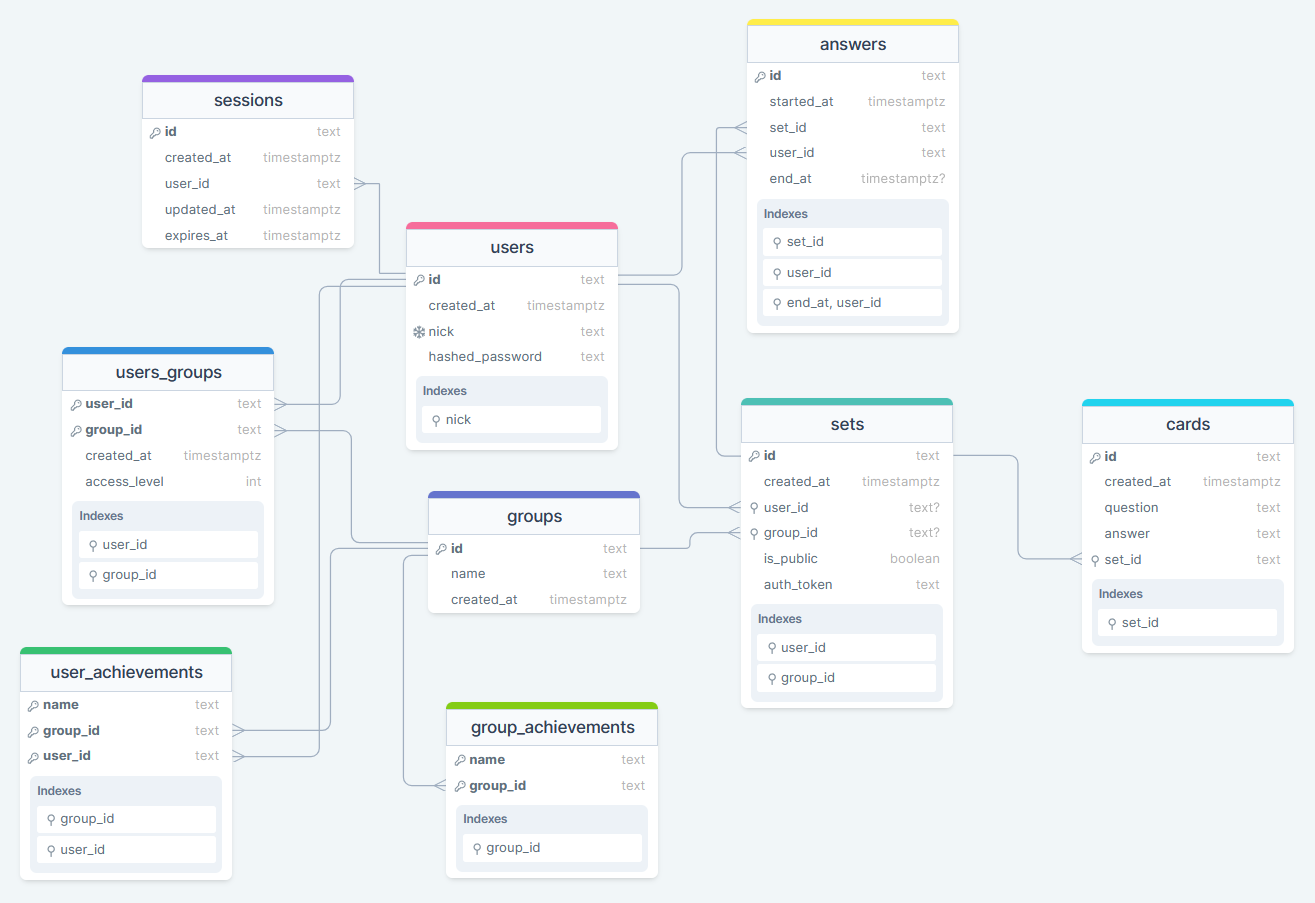 sessions
id text
created_at timestamptz
user_id text
updated_at timestamptz
expires_at timestamptz
answers
id text
started_at timestamptz
set_id text
user_id text
end_at timestamptz?
Indexes
set_id
user_id
end_at, user_id
users
id text
created_at timestamptz
nick text
hashed_password text
Indexes
nick
users_groups
user_id text
group_id text
created_at timestamptz
access_level int
Indexes
user_id
group_id
groups
id text
name text
created_at timestamptz
sets
id text
created_at timestamptz
user_id text?
group_id text?
is_public boolean
auth_token text
Indexes
user_id
group_id
cards
id text
created_at timestamptz
question text
answer text
set_id text
Indexes
set_id
user_achievements
name text
group_id text
user_id text
Indexes
group_id
user_id
group_achievements
name text
group_id text
Indexes
group_id